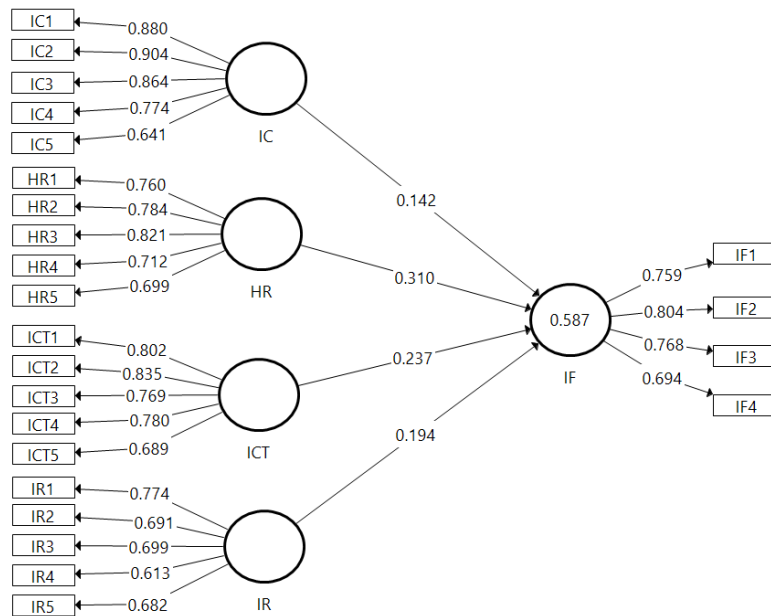 IC1
0.880
IC2
0.904
IC3
0.864
IC4
0.774
IC5
0.641
IC
HR1
0.760
HR2
0.784
HR3
0.821
HR4
0.712
HR5
0.699
HR
ICT1
0.802
ICT2
0.835
ICT3
0.769
ICT4
0.780
ICT5
0.689
ICT
IR1
0.774
IR2
0.691
IR3
0.699
IR4
0.613
IR5
0.682
IR
0.142
0.310
0.237
0.194
0.587
IF
0.759
IF1
0.804
IF2
0.768
IF3
0.694
IF4